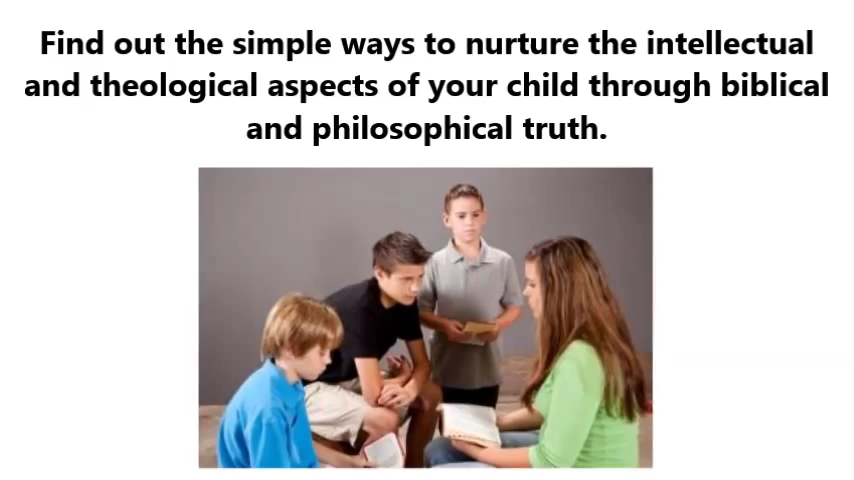 Find out the simple ways to nurture the intellectual
and theological aspects of your child through biblical
and philosophical truth.